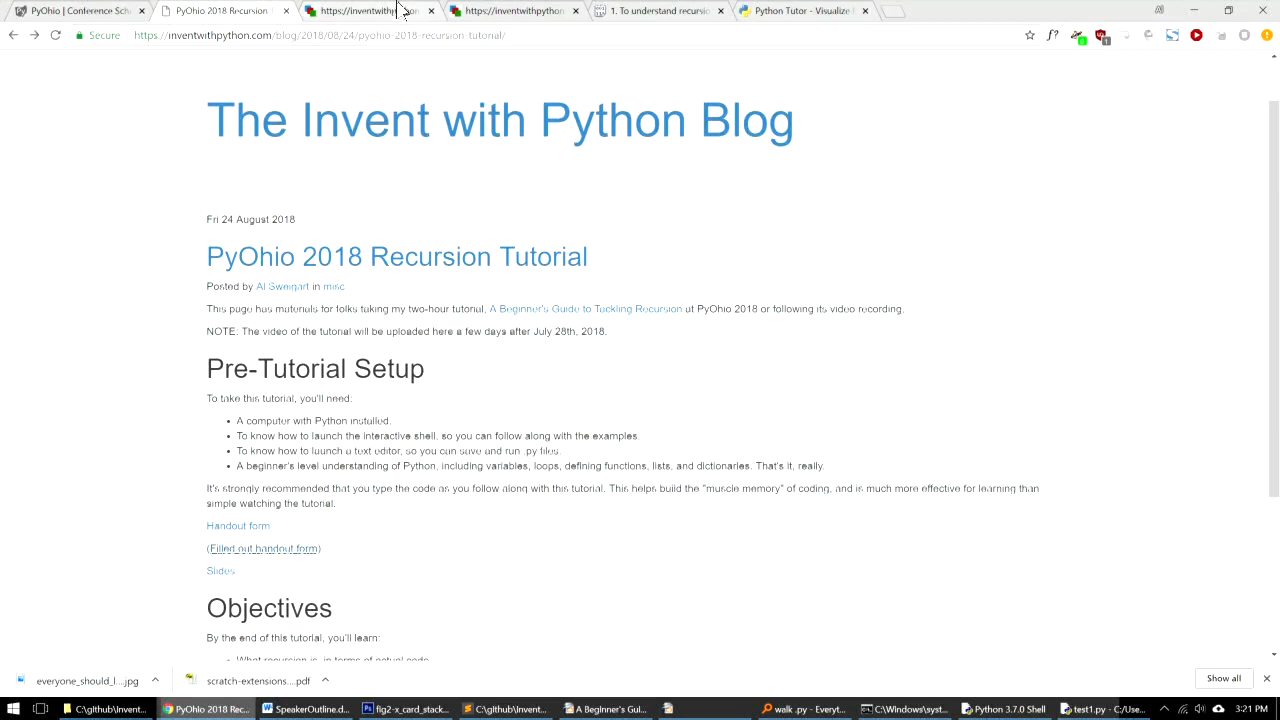 PyOhio | Conference Sche
PyOhio 2018 Recursion
https://inventwithpython
https://inventwithpython
1. To understand recursi
Python Tutor - Visualize
Secure
https://inventwithpython.com/blog/2018/08/24/pyohio-2018-recursion-tutorial/
The Invent with Python Blog
Fri 24 August 2018
PyOhio 2018 Recursion Tutorial
Posted by Al Sweigart in misc
This page has materials for folks taking my two-hour tutorial, A Beginner's Guide to Tackling Recursion at PyOhio 2018 or following its video recording.
NOTE: The video of the tutorial will be uploaded here a few days after July 28th, 2018.
Pre-Tutorial Setup
To take this tutorial, you'll need:
A computer with Python installed.
To know how to launch the interactive shell, so you can follow along with the examples.
To know how to launch a text editor, so you can save and run .py files.
A beginner's level understanding of Python, including variables, loops, defining functions, lists, and dictionaries. That's it, really.
It's strongly recommended that you type the code as you follow along with this tutorial. This helps build the "muscle memory" of coding, and is much more effective for learning than
simple watching the tutorial.
Handout form
(Filled out handout form)
Slides
Objectives
By the end of this tutorial, you'll learn:
What recursion is, in terms of actual code
everyone_should_l....jpg
scratch-extensions....pdf
Show all
C:\github\Invent...
PyOhio 2018 Rec...
SpeakerOutline.d...
fig2-x_card_stack...
C:\github\Invent...
A Beginner's Gui...
walk .py - Everyt...
C:\Windows\syst...
Python 3.7.0 Shell
test1.py - C:/Use...
3:21 PM